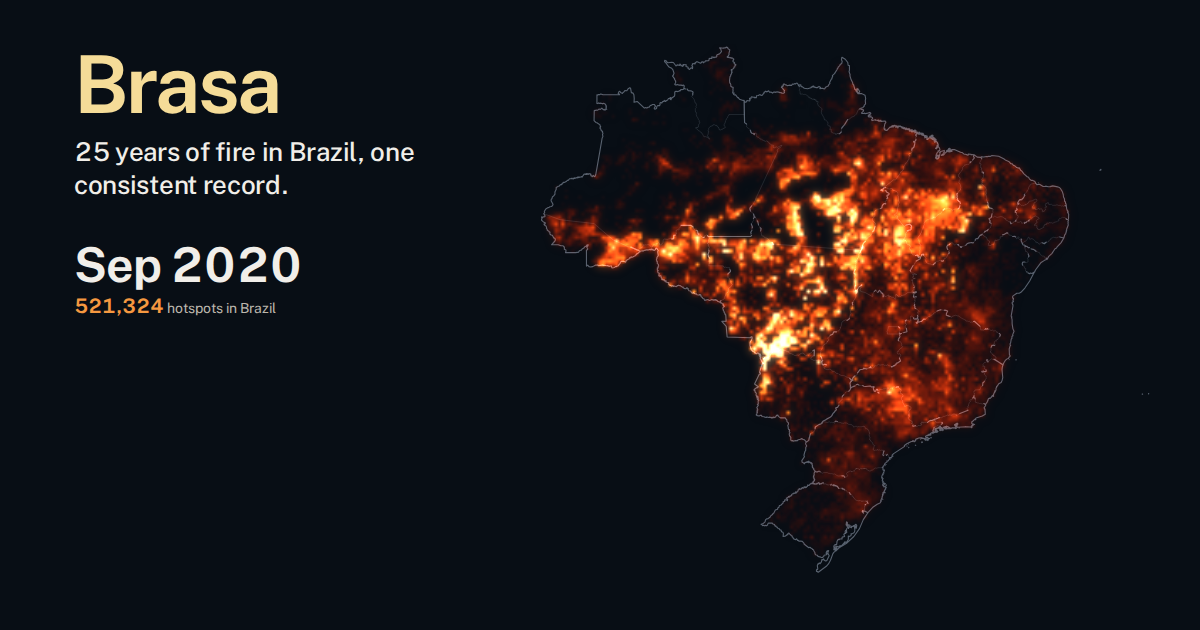 Brasa
25 years of fire in Brazil, one
consistent record.
Sep 2020
521,324 hotspots in Brazil